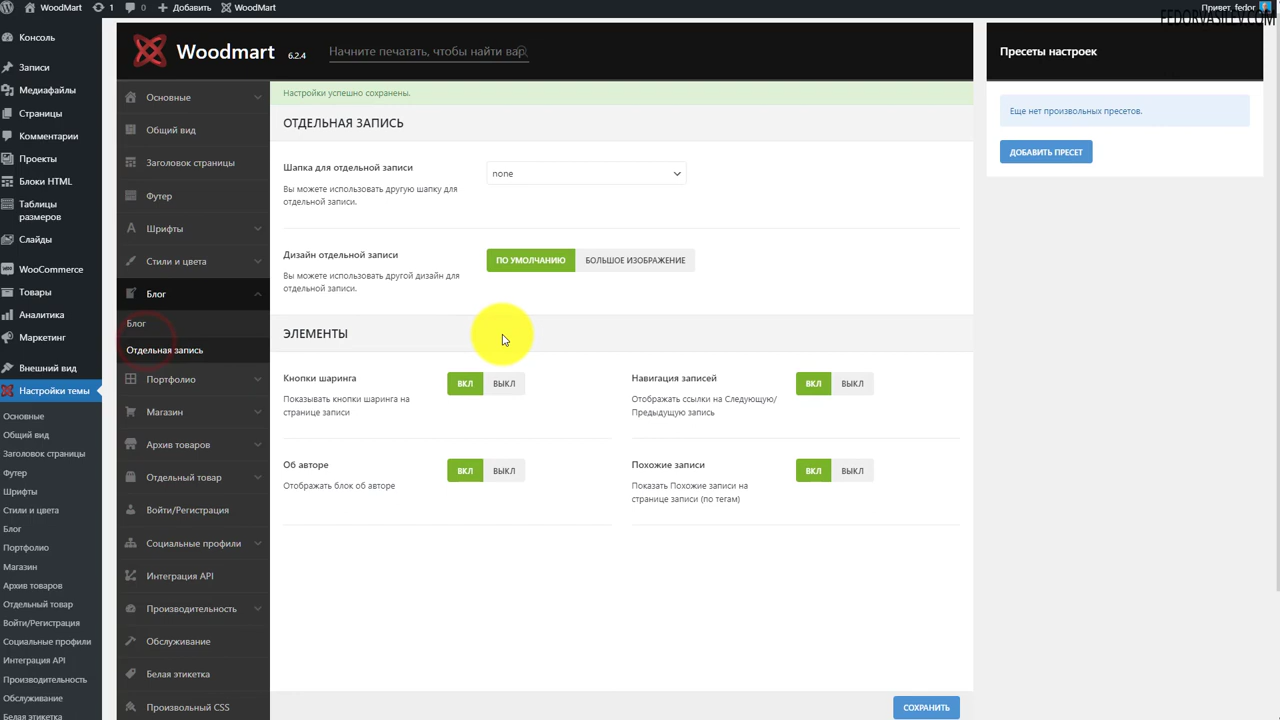 WoodMart
1
0
Добавить
WoodMart
Привет, fedor
FEDORVASILEV.COM
Консоль
Записи
Медиафайлы
Страницы
Комментарии
Проекты
Блоки HTML
Таблицы
размеров
Слайды
WooCommerce
Товары
Аналитика
Маркетинг
Внешний вид
Настройки темы
Основные
Общий вид
Заголовок страницы
Футер
Шрифты
Стили и цвета
Блог
Портфолио
Магазин
Архив товаров
Отдельный товар
Войти/Регистрация
Социальные профили
Интеграция API
Производительность
Обслуживание
Белая этикетка
Woodmart
6.2.4
Начните печатать, чтобы найти вар
Основные
Общий вид
Заголовок страницы
Футер
Шрифты
Стили и цвета
Блог
Блог
Отдельная запись
Портфолио
Магазин
Архив товаров
Отдельный товар
Войти/Регистрация
Социальные профили
Интеграция API
Производительность
Обслуживание
Белая этикетка
Произвольный CSS
Настройки успешно сохранены.
ОТДЕЛЬНАЯ ЗАПИСЬ
Шапка для отдельной записи
Вы можете использовать другую шапку для
отдельной записи.
none
Дизайн отдельной записи
Вы можете использовать другой дизайн для
отдельной записи.
ПО УМОЛЧАНИЮ
БОЛЬШОЕ ИЗОБРАЖЕНИЕ
ЭЛЕМЕНТЫ
Кнопки шаринга
Показывать кнопки шаринга на
странице записи
ВКЛ
ВЫКЛ
Навигация записей
Отображать ссылки на Следующую/
Предыдущую запись
ВКЛ
ВЫКЛ
Об авторе
Отображать блок об авторе
ВКЛ
ВЫКЛ
Похожие записи
Показать Похожие записи на
странице записи (по тегам)
ВКЛ
ВЫКЛ
СОХРАНИТЬ
Пресеты настроек
Еще нет произвольных пресетов.
ДОБАВИТЬ ПРЕСЕТ